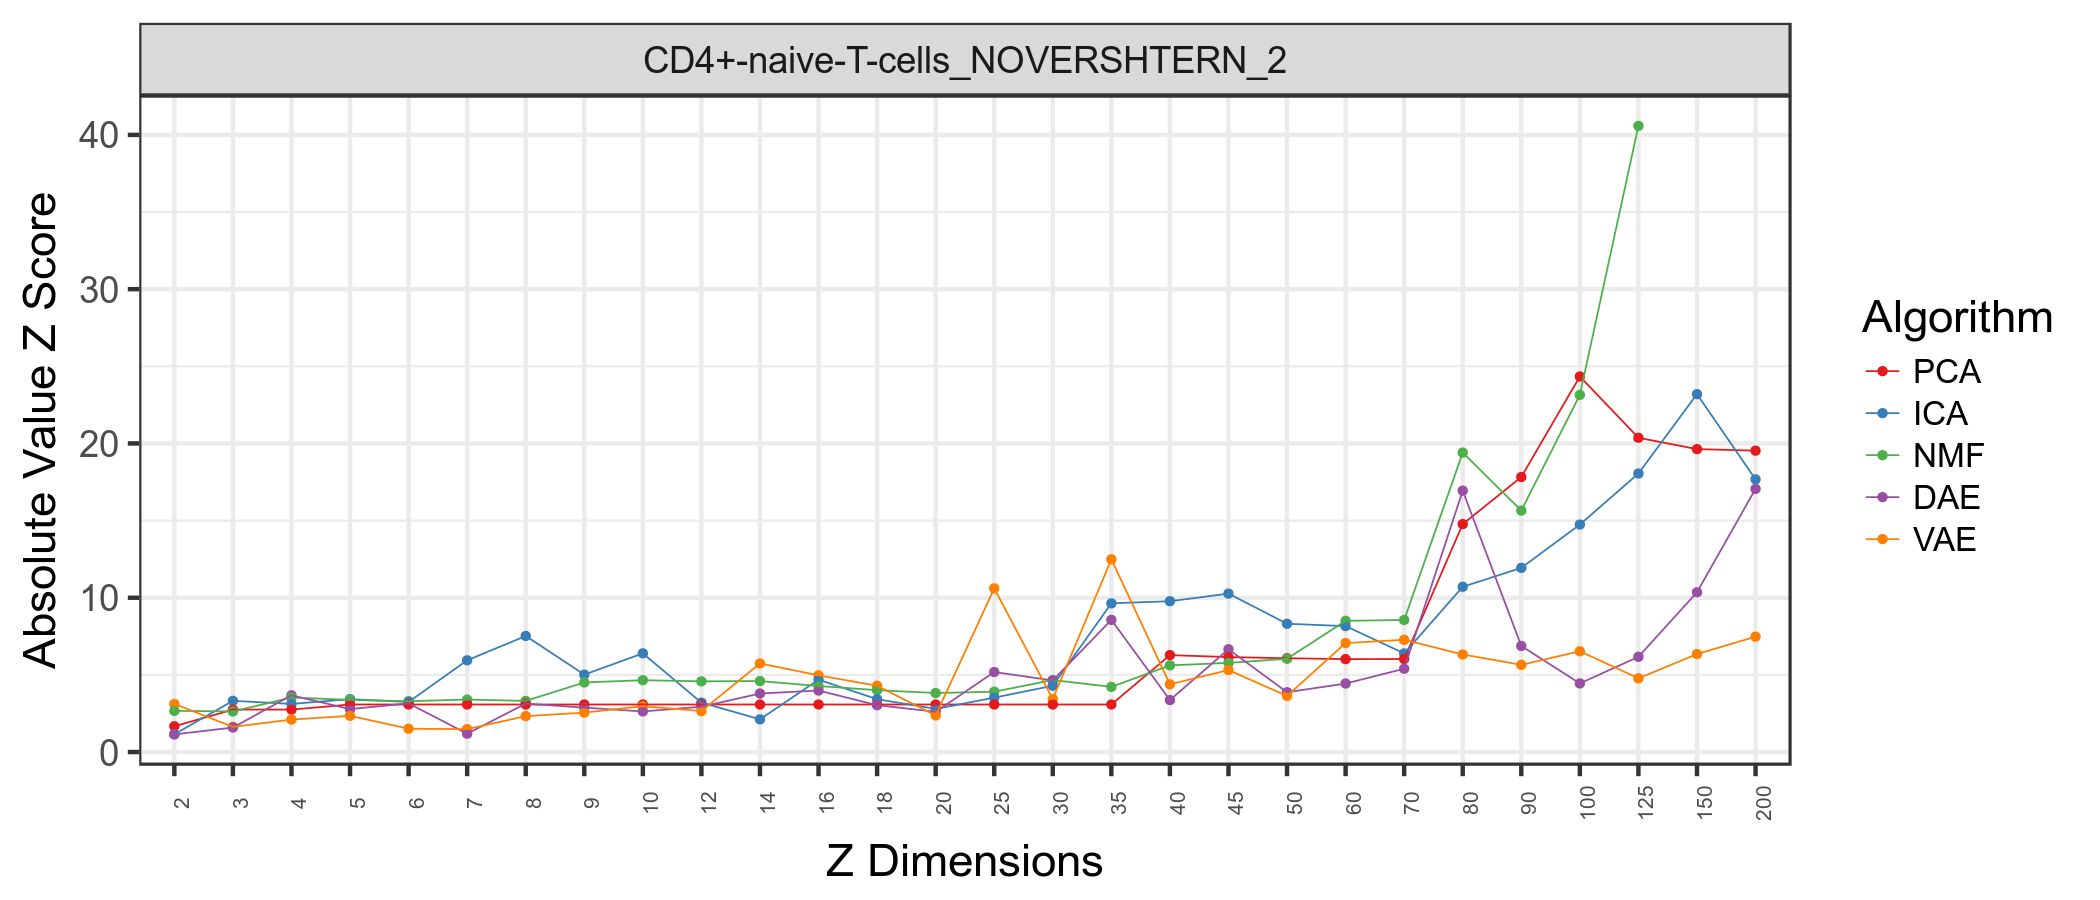 CD4+-naive-T-cells_NOVERSHTERN_2
Absolute Value Z Score
40
30
20
10
0
2 3 4 5 6 7 8 9 10 12 14 16 18 20 25 30 35 40 45 50 60 70 80 90 100 125 150 200
Z Dimensions
Algorithm
PCA
ICA
NMF
DAE
VAE